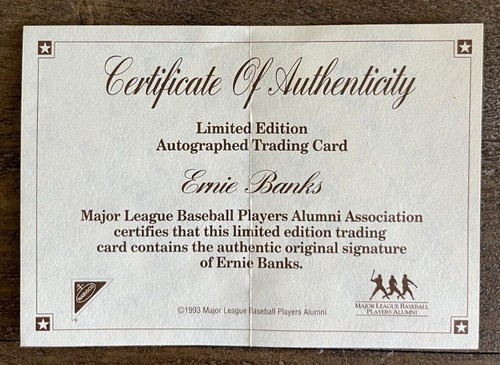 Certificate Of Authenticity
Limited Edition
Autographed Trading Card
Ernie Banks
Major League Baseball Players Alumni Association
certifies that this limited edition trading
card contains the authentic original signature
of Ernie Banks.
NABISCO
©1993 Major League Baseball Players Alumni
MAJOR LEAGUE BASEBALL
PLAYERS ALUMNI